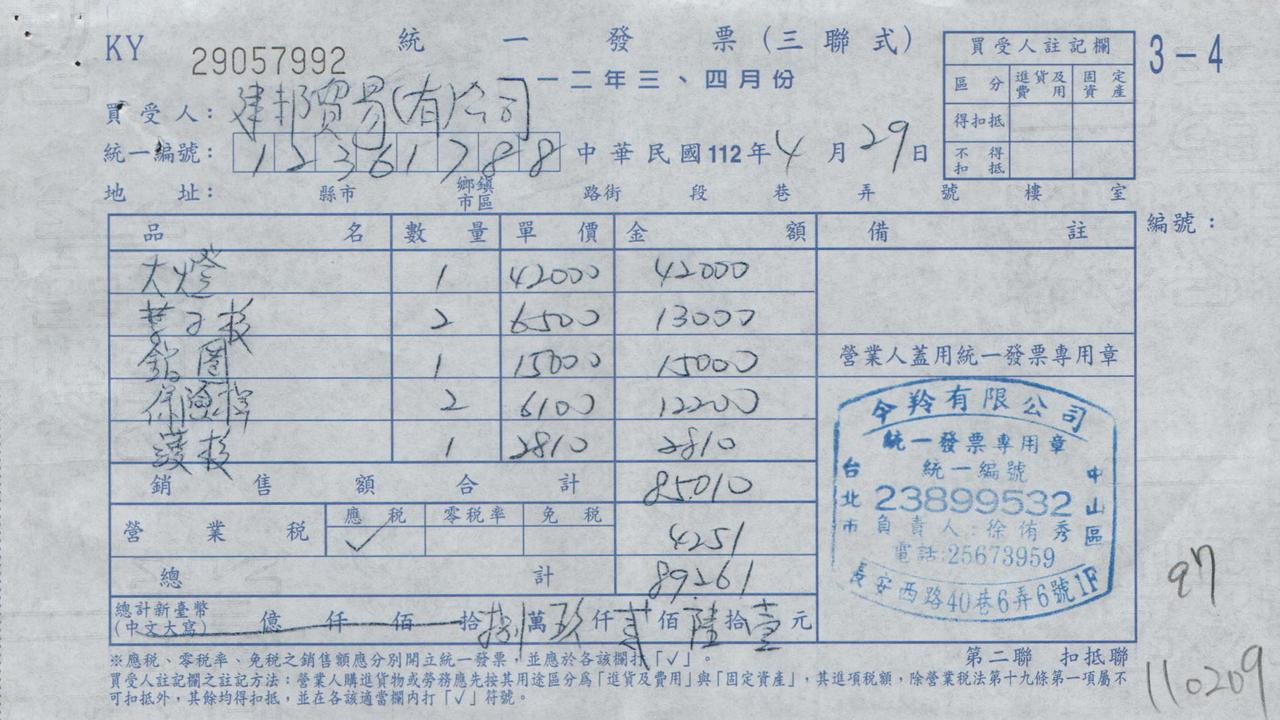 KY 29057992
統一發票(三聯式)
一一二年三、四月份
3-4
買受人註記欄
區分 進貨及費用 固定資產
得扣抵
不得扣抵
買受人: 建邦貿易(有)公司
統一編號: 12361788 中華民國112年4月29日
地址: 縣市 鄉鎮市區 路街 段 巷 弄 號 樓 室
品名 數量 單價 金額 備註 編號:
大燈 1 42000 42000
葉子板 2 6500 13000
鋁圈 1 15000 15000
保險桿 2 6100 12200
護板 1 2810 2810
銷售額合計 85010
營業稅 應稅 ✓ 零稅率 免稅 4251
總計 89261
總計新臺幣(中文大寫) 億 仟 佰 拾 捌 萬 玖 仟 貳 佰 陸 拾 壹 元
營業人蓋用統一發票專用章
今羚有限公司
統一發票專用章
統一編號
23899532
負責人:徐侑秀
電話:25673959
台北市 中山區
長安西路40巷6弄6號1F
97
110209
※應稅、零稅率、免稅之銷售額應分別開立統一發票,並應於各該欄打「✓」。
第二聯 扣抵聯
買受人註記欄之註記方法:營業人購進貨物或勞務應先按其用途區分為「進貨及費用」與「固定資產」,其進項稅額,除營業稅法第十九條第一項屬不
可扣抵外,其餘均得扣抵,並在各該適當欄內打「✓」符號。